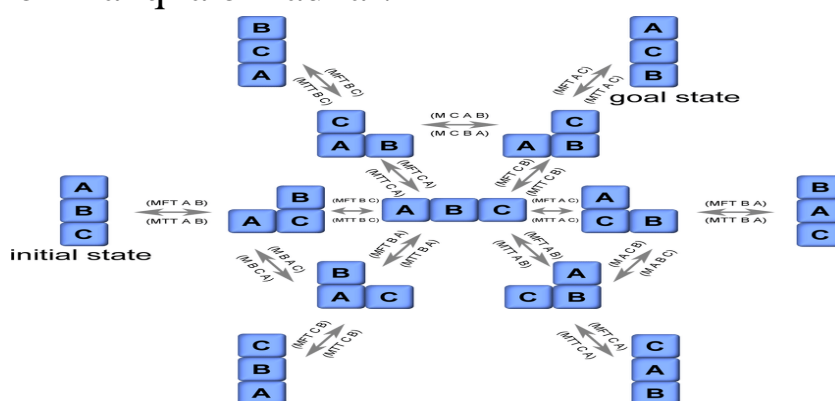 B
C
A
A
C
B
goal state
(MFT B C)
(MTT B C)
(MFT A C)
(MTT A C)
C
A B
(M C A B)
(M C B A)
C
A B
(MFT C A)
(MTT C A)
(MFT C B)
(MTT C B)
A
B
C
initial state
(MFT A B)
(MTT A B)
B
A C
(MFT B C)
(MTT B C)
A B C
(MFT A C)
(MTT A C)
A
C B
(MFT B A)
(MTT B A)
B
A
C
(M B A C)
(M B C A)
(MFT B A)
(MTT B A)
(MFT A B)
(MTT A B)
(M A C B)
(M A B C)
B
A C
A
C B
(MFT C B)
(MTT C B)
(MFT C A)
(MTT C A)
C
B
A
C
A
B